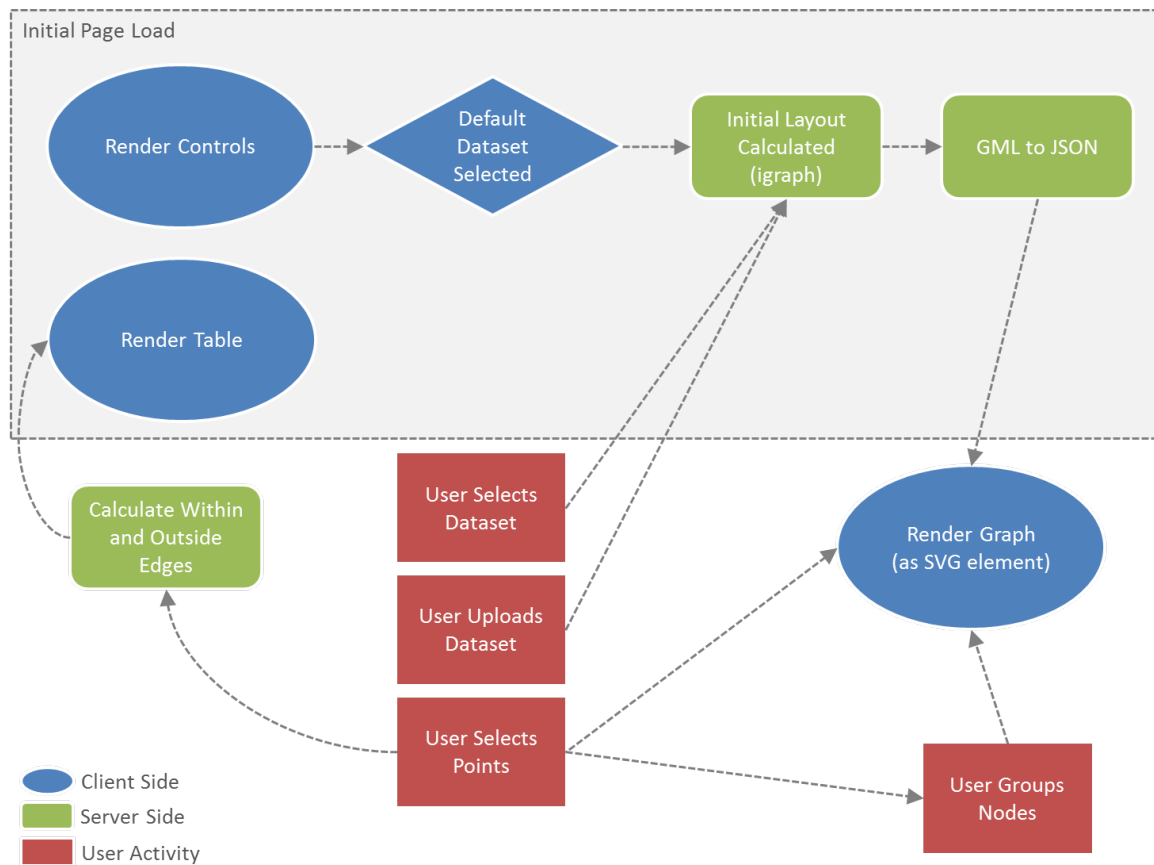 Initial Page Load
Render Controls
Default
Dataset
Selected
Initial Layout
Calculated
(igraph)
GML to JSON
Render Table
Calculate Within
and Outside
Edges
User Selects
Dataset
User Uploads
Dataset
User Selects
Points
Render Graph
(as SVG element)
User Groups
Nodes
Client Side
Server Side
User Activity